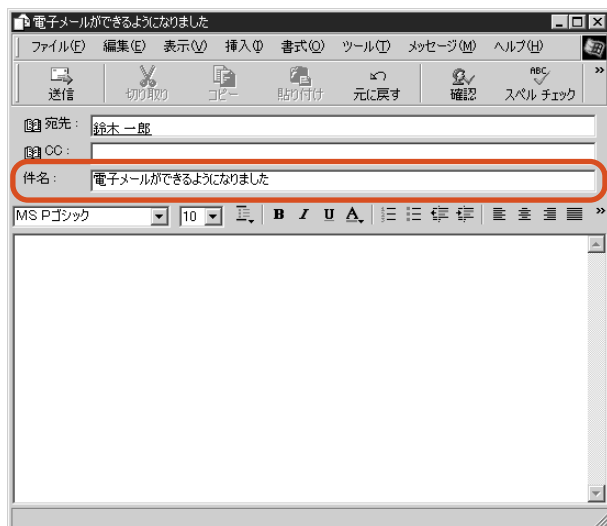 電子メールができるようになりました
ファイル(F) 編集(E) 表示(V) 挿入(I) 書式(O) ツール(T) メッセージ(M) ヘルプ(H)
ABC
送信 切り取り コピー 貼り付け 元に戻す 確認 スペル チェック »
宛先: 鈴木 一郎
CC:
件名: 電子メールができるようになりました
MS Pゴシック 10 B I U A »